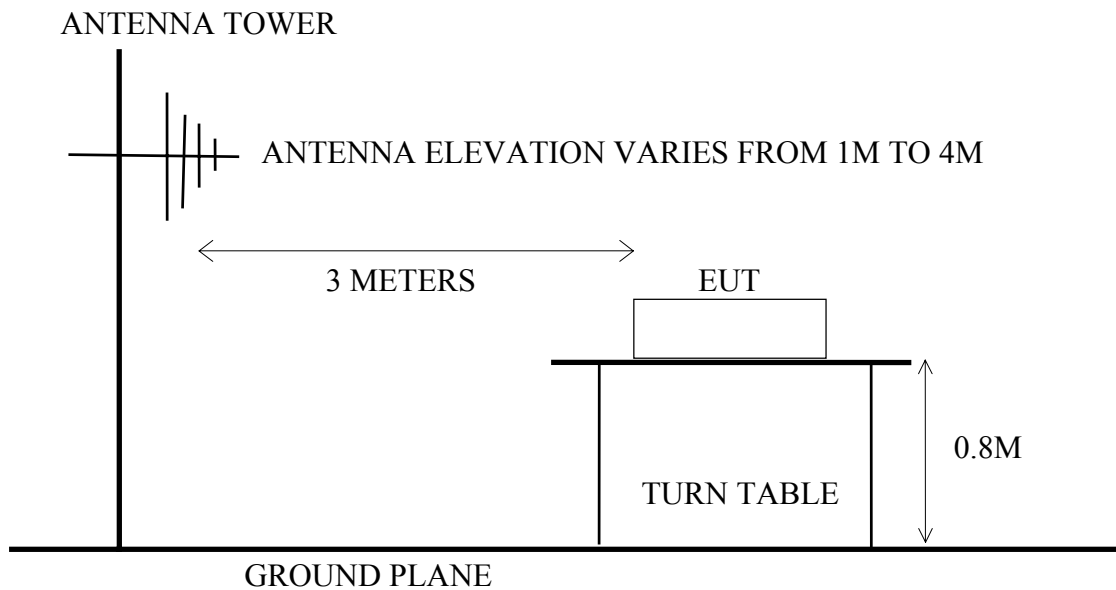 ANTENNA TOWER
ANTENNA ELEVATION VARIES FROM 1M TO 4M
3 METERS
EUT
0.8M
TURN TABLE
GROUND PLANE